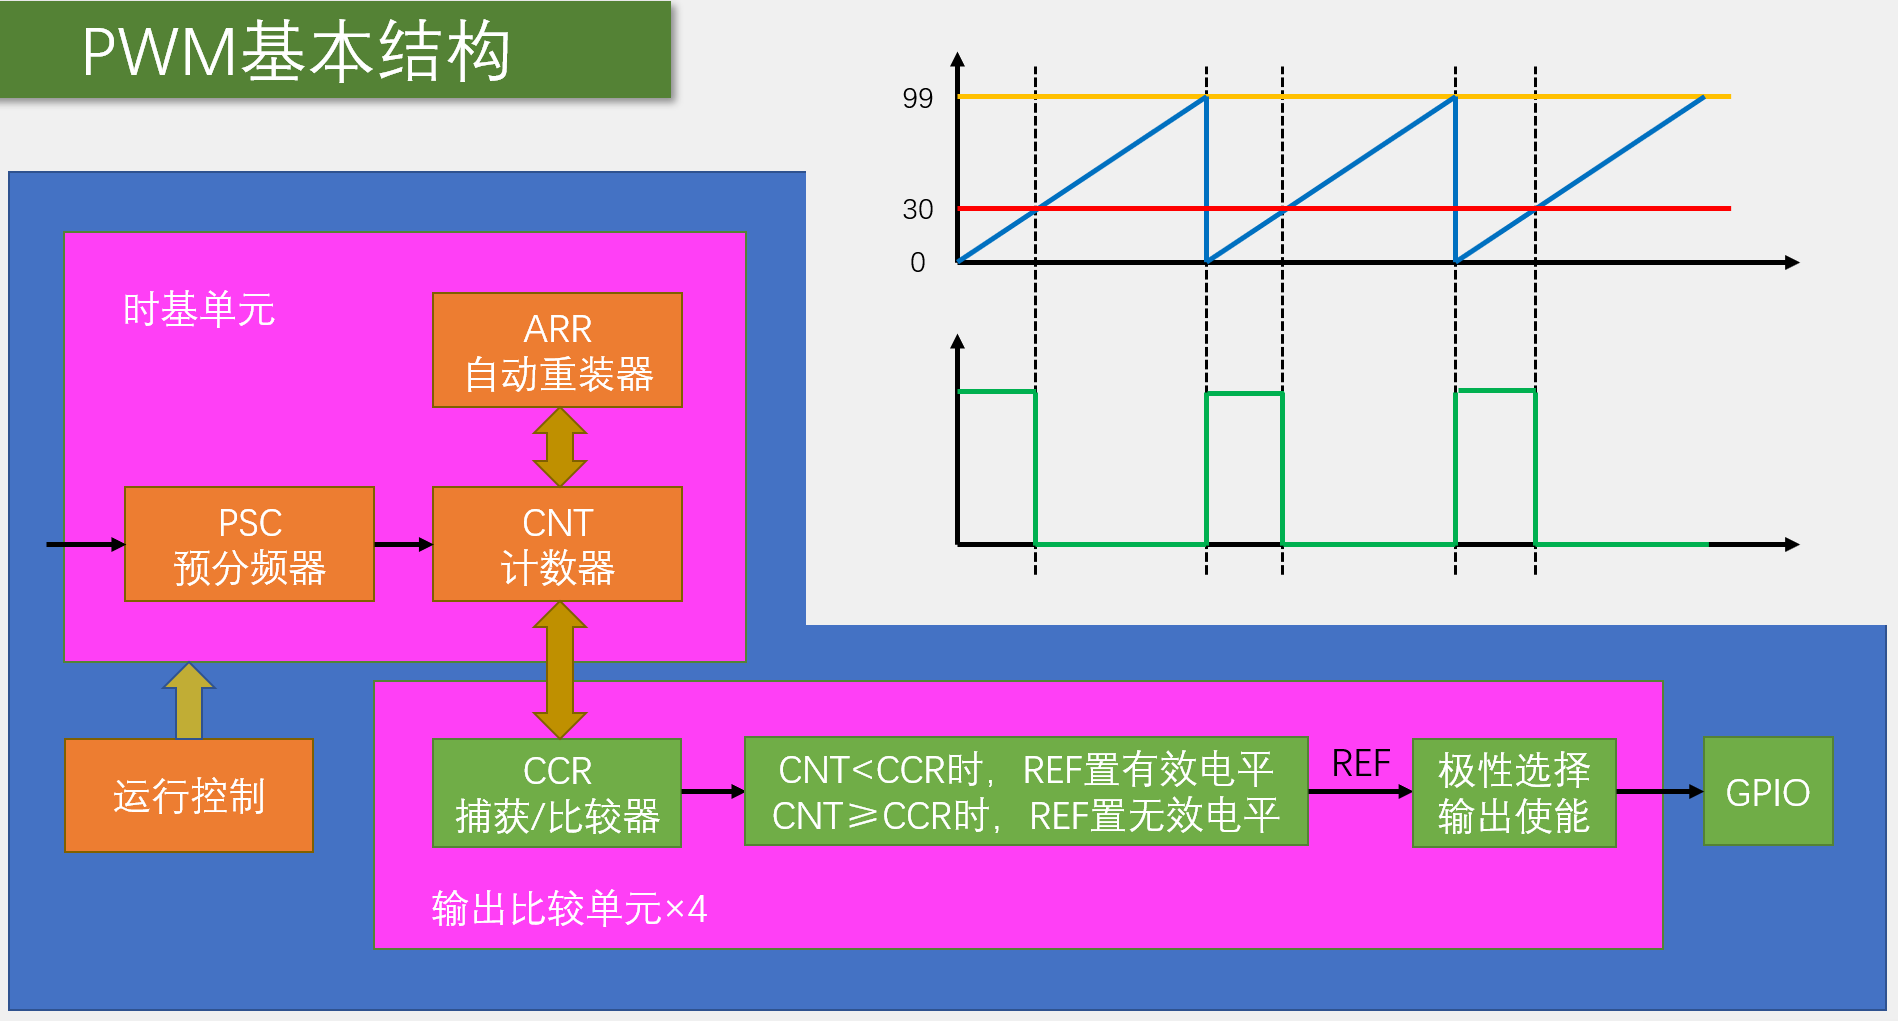 PWM基本结构
99
30
0
时基单元
ARR
自动重装器
PSC
预分频器
CNT
计数器
运行控制
CCR
捕获/比较器
CNT<CCR时，REF置有效电平
CNT≥CCR时，REF置无效电平
REF
极性选择
输出使能
GPIO
输出比较单元×4